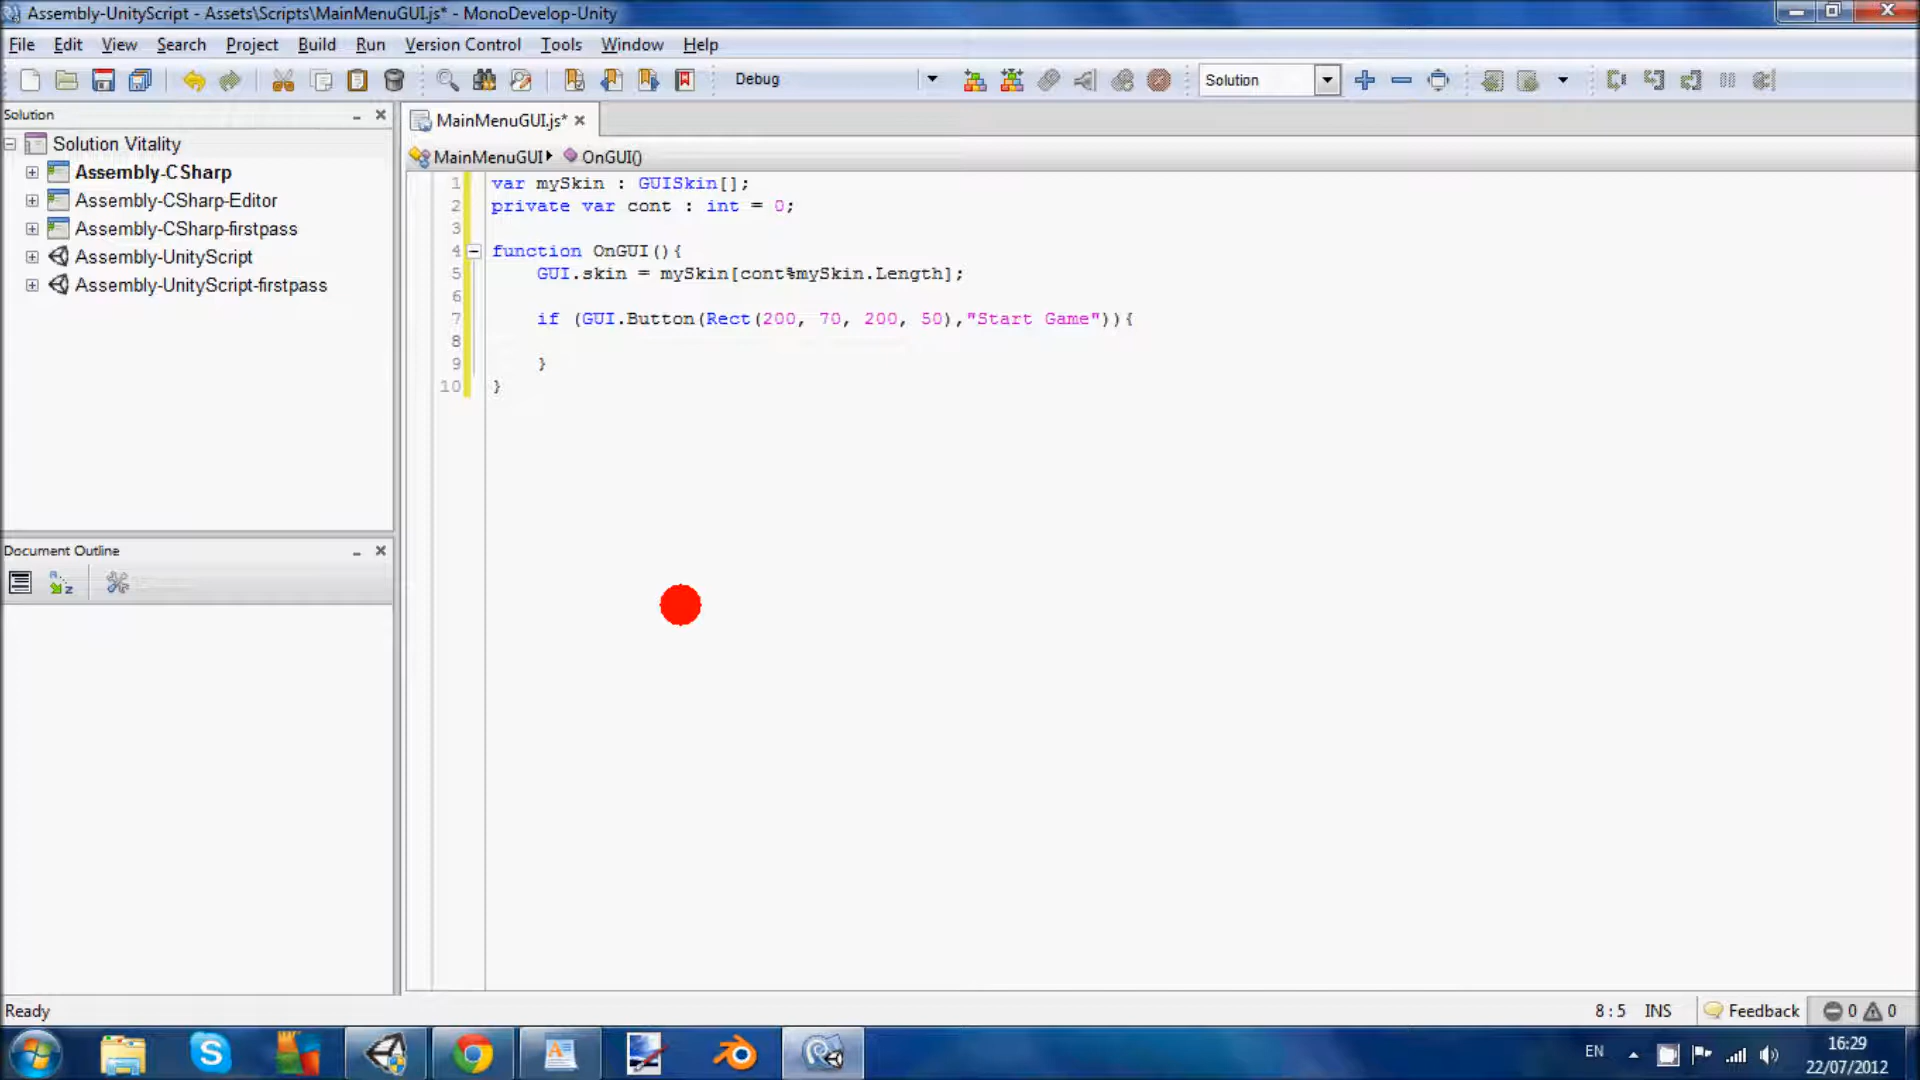 Assembly-UnityScript - Assets\Scripts\MainMenuGUI.js* - MonoDevelop-Unity
File Edit View Search Project Build Run Version Control Tools Window Help
Debug
Solution
Solution
MainMenuGUI.js*
Solution Vitality
MainMenuGUI OnGUI()
Assembly-CSharp
Assembly-CSharp-Editor
Assembly-CSharp-firstpass
Assembly-UnityScript
Assembly-UnityScript-firstpass
1 var mySkin : GUISkin[];
2 private var cont : int = 0;
3
4 function OnGUI(){
5 GUI.skin = mySkin[cont%mySkin.Length];
6
7 if (GUI.Button(Rect(200, 70, 200, 50),"Start Game")){
8
9 }
10 }
Document Outline
Ready
8 : 5 INS Feedback 0 0
EN
16:29
22/07/2012